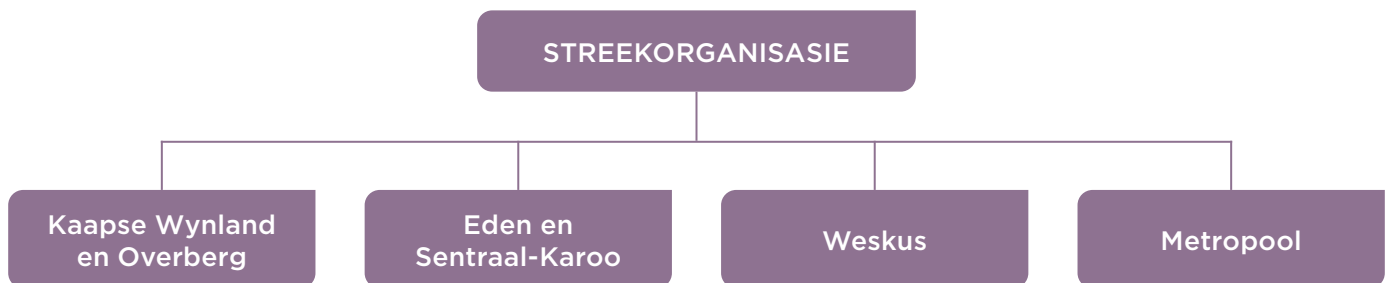 STREEKORGANISASIE
Kaapse Wynland
en Overberg
Eden en
Sentraal-Karoo
Weskus
Metropool